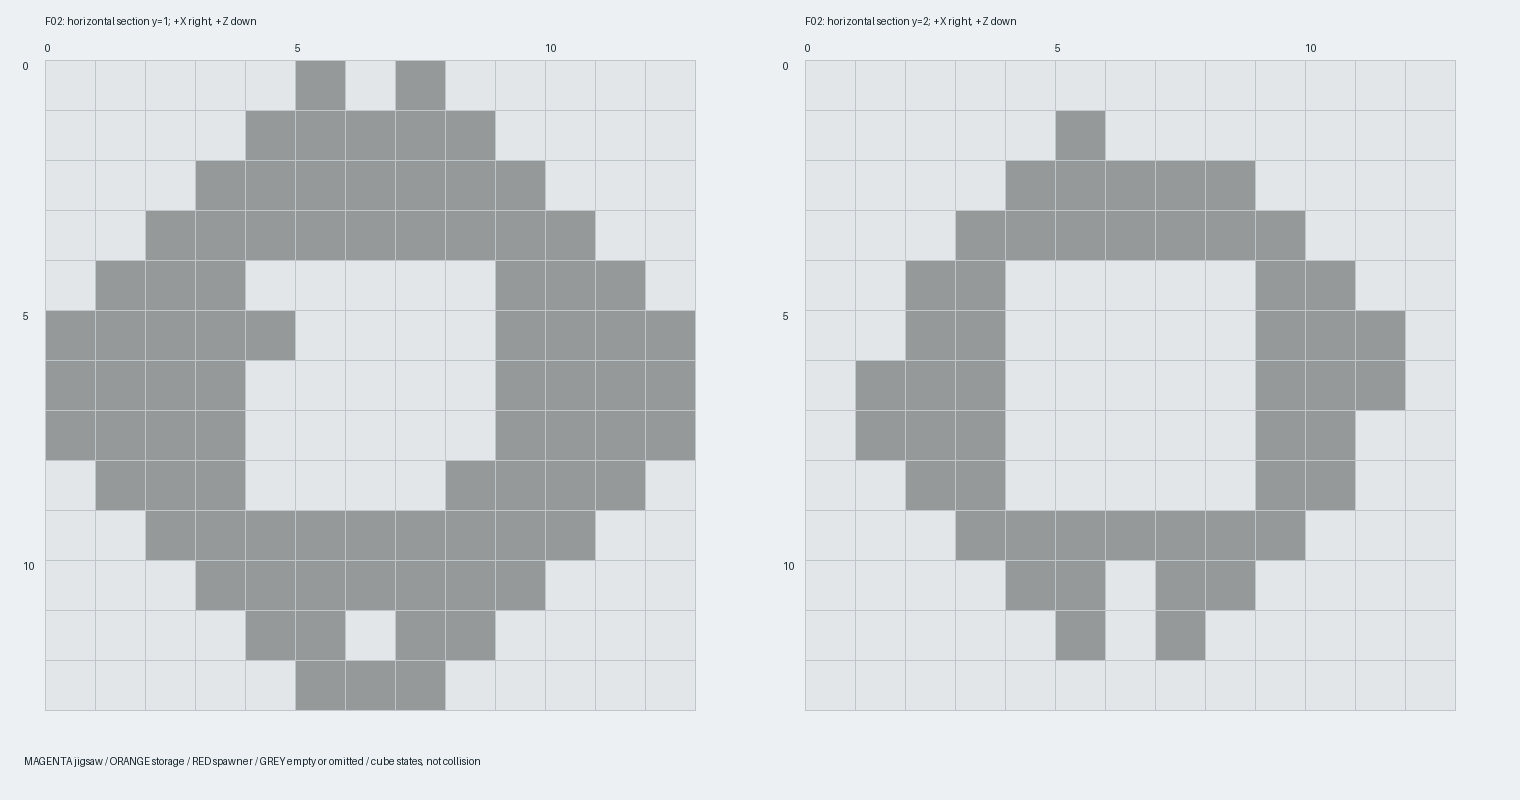 F02: horizontal section y=1; +X right, +Z down
F02: horizontal section y=2; +X right, +Z down
0 5 10
0 5 10
0 0
5 5
10 10
MAGENTA jigsaw / ORANGE storage / RED spawner / GREY empty or omitted / cube states, not collision